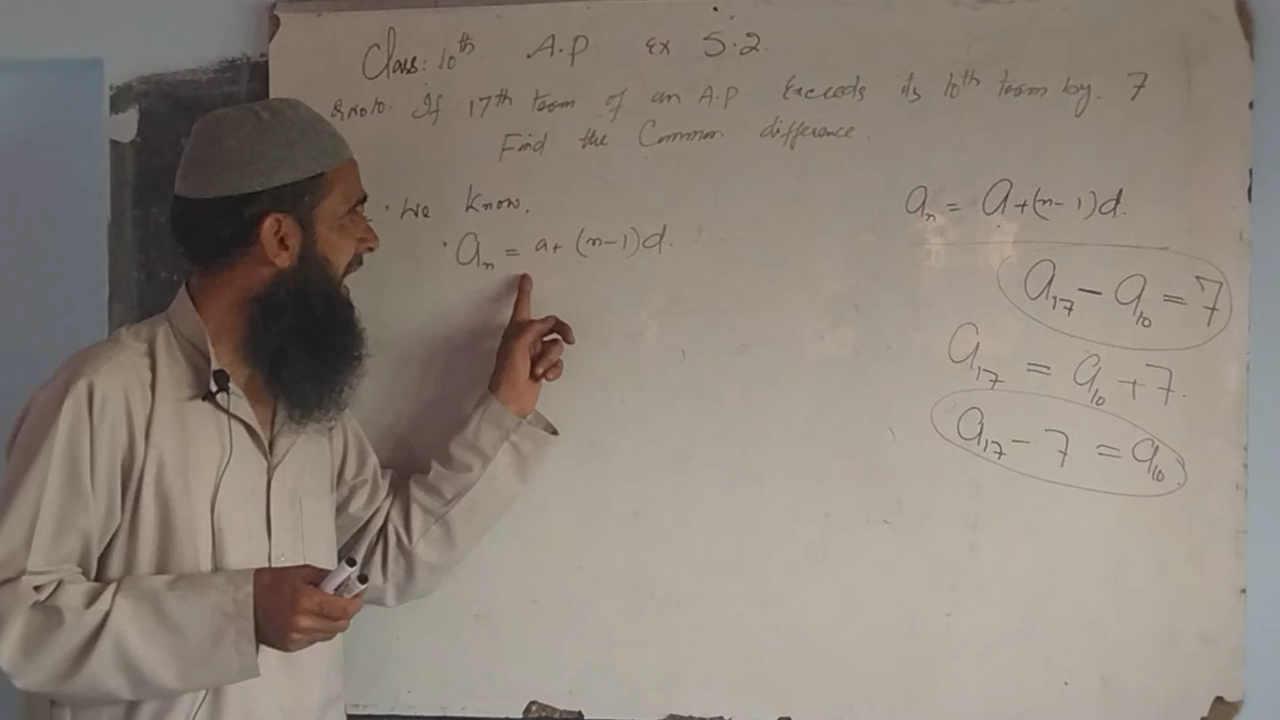 Class: 10th A.P. Ex 5.2.
Q.No 10. If 17th term of an A.P. Exceeds its 10th term by. 7
Find the Common difference.
We know.
aₙ = a + (n-1)d.
aₙ = a + (n-1)d.
a₁₇ - a₁₀ = 7
a₁₇ = a₁₀ + 7.
a₁₇ - 7 = a₁₀